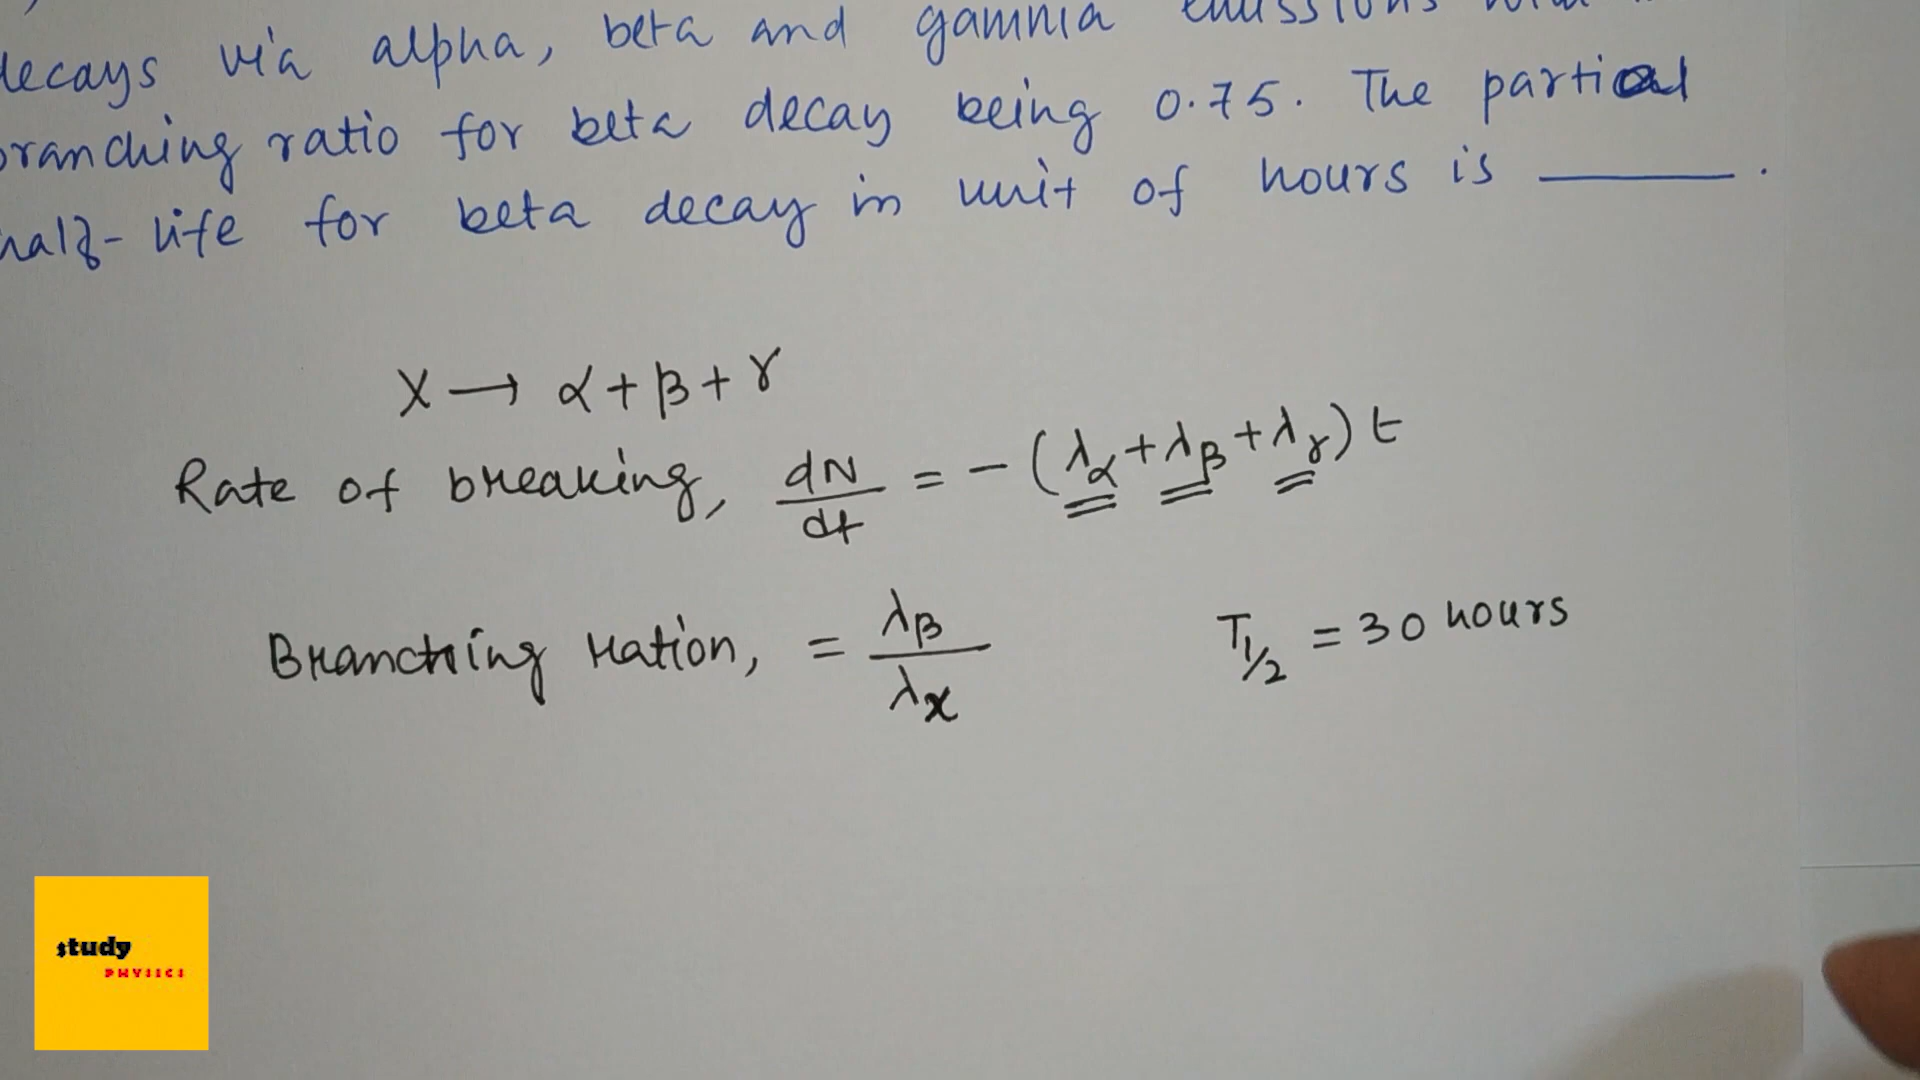 decays via alpha, beta and gamma emissions
branching ratio for beta decay being 0.75. The partial
half-life for beta decay in unit of hours is ______.
X → α + β + γ
Rate of breaking, dN/dt = - (λα + λβ + λγ) t
Branching ration, = λβ/λx
T1/2 = 30 hours
study
PHYSICS